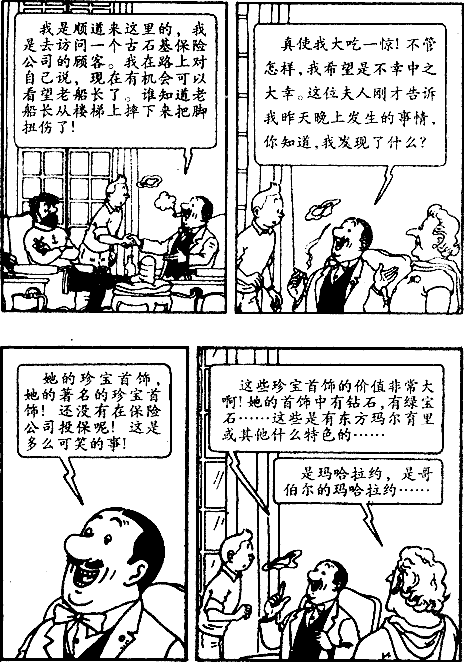 我是顺道来这里的，我
是去访问一个古石墓保险
公司的顾客。我在路上对
自己说，现在有机会可以
看望老船长了。谁知道老
船长从楼梯上摔下来把脚
扭伤了！
真使我大吃一惊！不管
怎样，我希望是不幸中之
大幸。这位夫人刚才告诉
我昨天晚上发生的事情，
你知道，我发现了什么？
她的珍宝首饰，
她的著名的珍宝首
饰！还没有在保险
公司投保呢！这是
多么可笑的事！
这些珍宝首饰的价值非常大
啊！她的首饰中有钻石，有绿宝
石……这些是有东方玛尔育里
或其他什么特色的……
是玛哈拉约，是哥
伯尔的玛哈拉约……